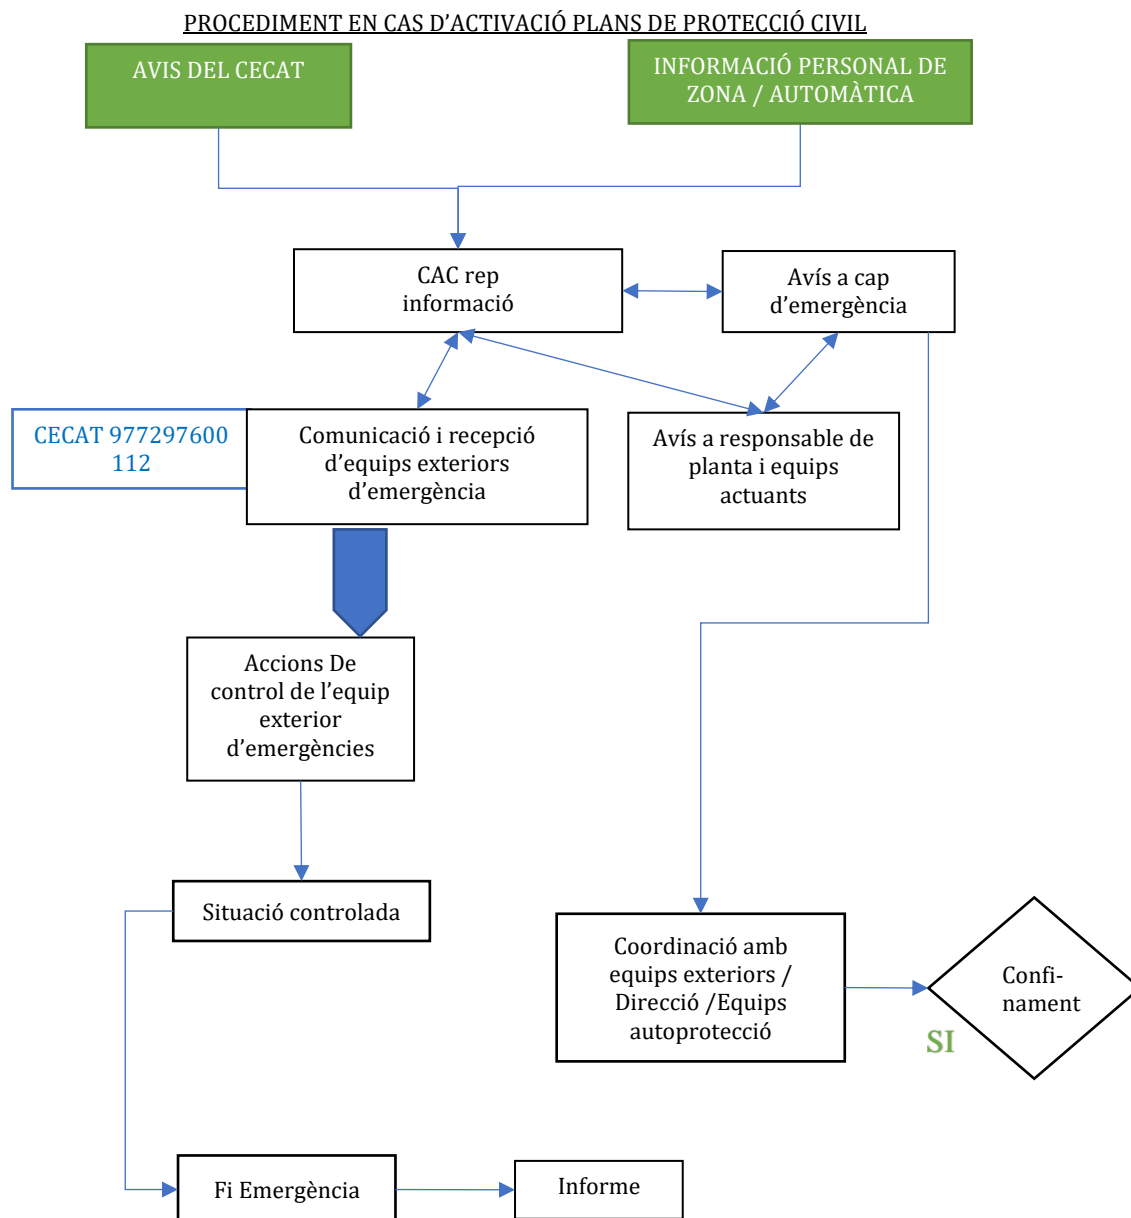 PROCEDIMENT EN CAS D’ACTIVACIÓ PLANS DE PROTECCIÓ CIVIL
AVIS DEL CECAT
INFORMACIÓ PERSONAL DE
ZONA / AUTOMÀTICA
CAC rep
informació
Avís a cap
d’emergència
CECAT 977297600
112
Comunicació i recepció
d’equips exteriors
d’emergència
Avís a responsable de
planta i equips
actuants
Accions De
control de l’equip
exterior
d’emergències
Situació controlada
Coordinació amb
equips exteriors /
Direcció /Equips
autoprotecció
Confi-
nament
SI
Fi Emergència
Informe